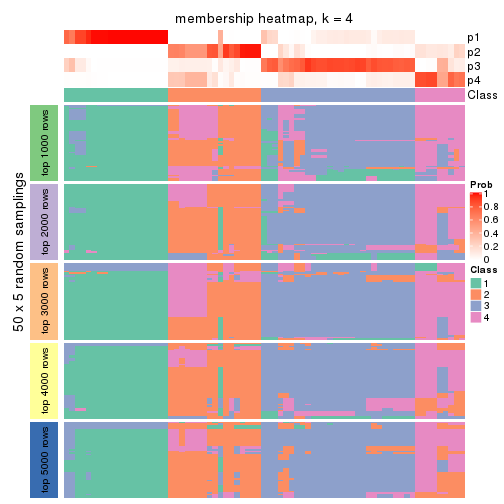 membership heatmap, k = 4
p1
p2
p3
p4
Class
50 x 5 random samplings
top 1000 rows
top 2000 rows
top 3000 rows
top 4000 rows
top 5000 rows
Prob
1
0.8
0.6
0.4
0.2
0
Class
1
2
3
4